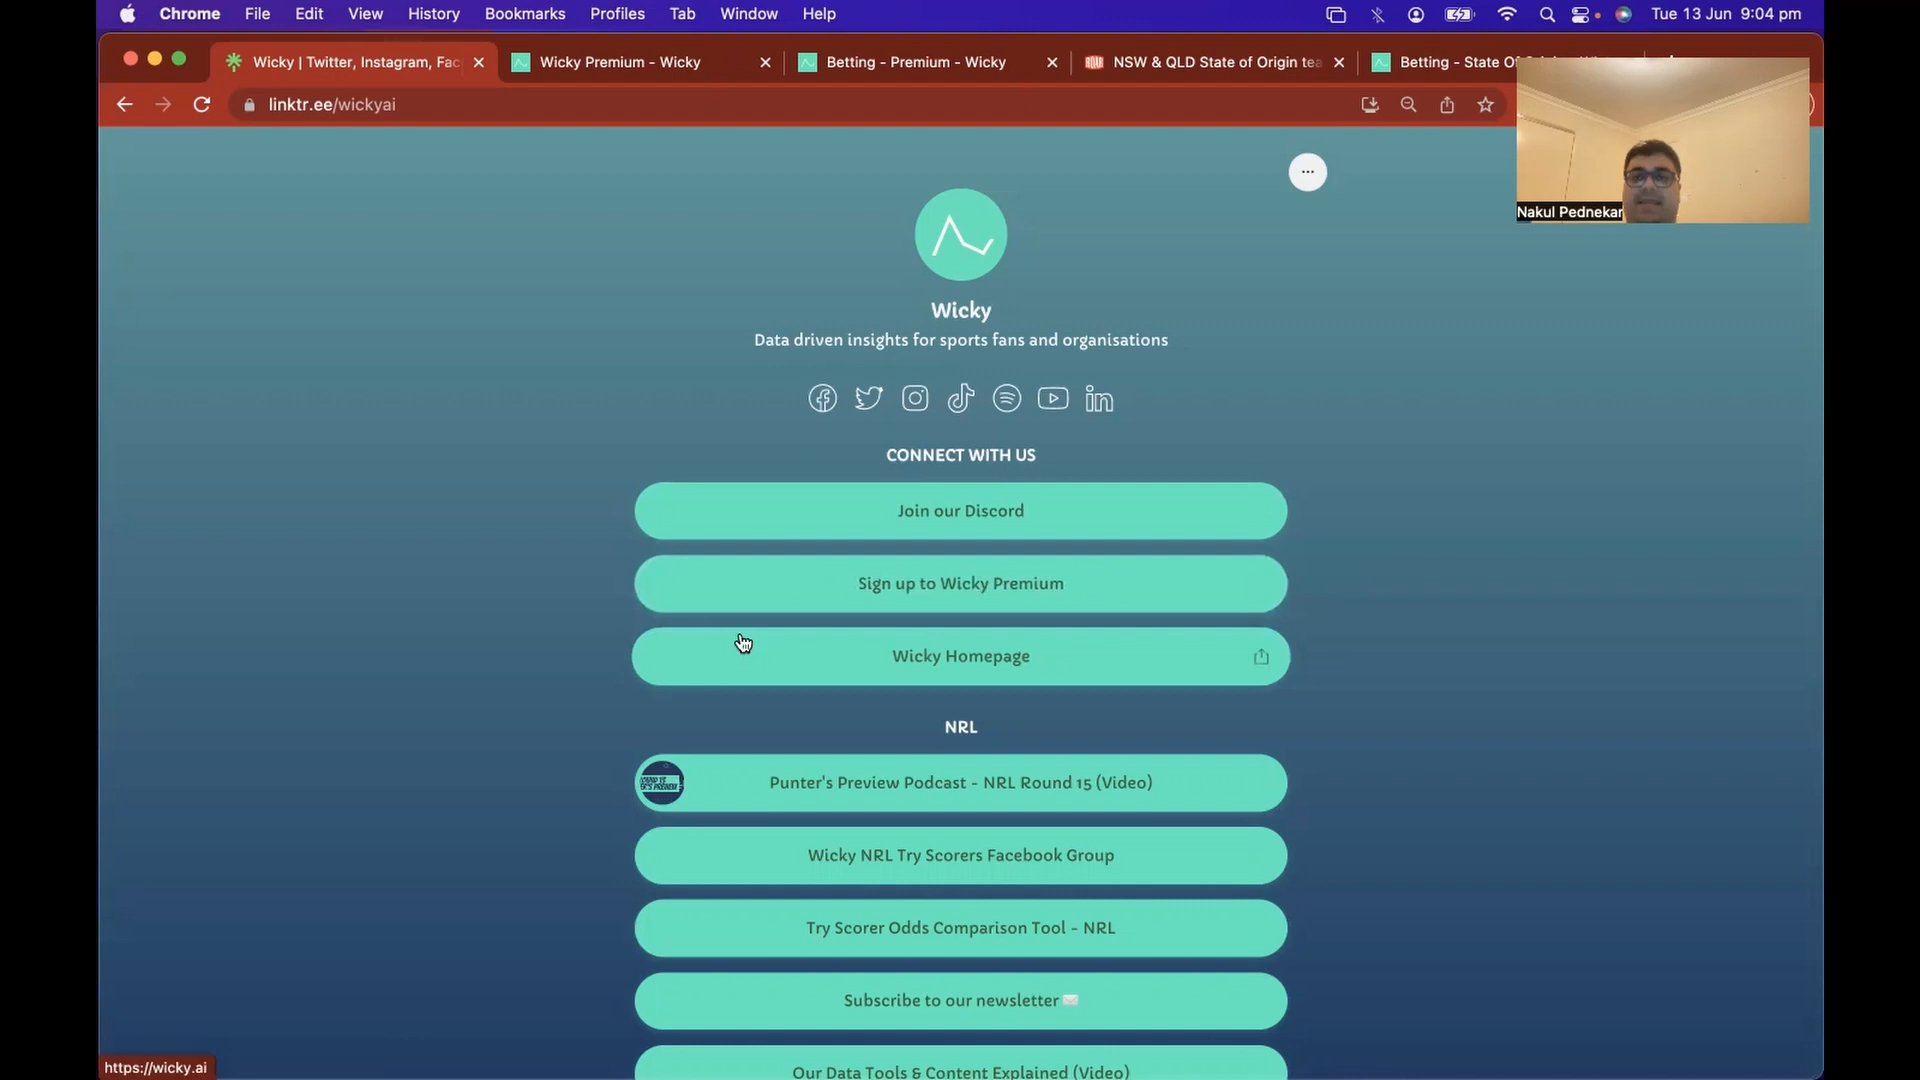 Chrome File Edit View History Bookmarks Profiles Tab Window Help Tue 13 Jun 9:04 pm
Wicky | Twitter, Instagram, Fac Wicky Premium - Wicky Betting - Premium - Wicky NSW & QLD State of Origin tea Betting - State Of
linktr.ee/wickyai
Nakul Pednekar
Wicky
Data driven insights for sports fans and organisations
CONNECT WITH US
Join our Discord
Sign up to Wicky Premium
Wicky Homepage
NRL
Punter's Preview Podcast - NRL Round 15 (Video)
Wicky NRL Try Scorers Facebook Group
Try Scorer Odds Comparison Tool - NRL
Subscribe to our newsletter
Our Data Tools & Content Explained (Video)
https://wicky.ai